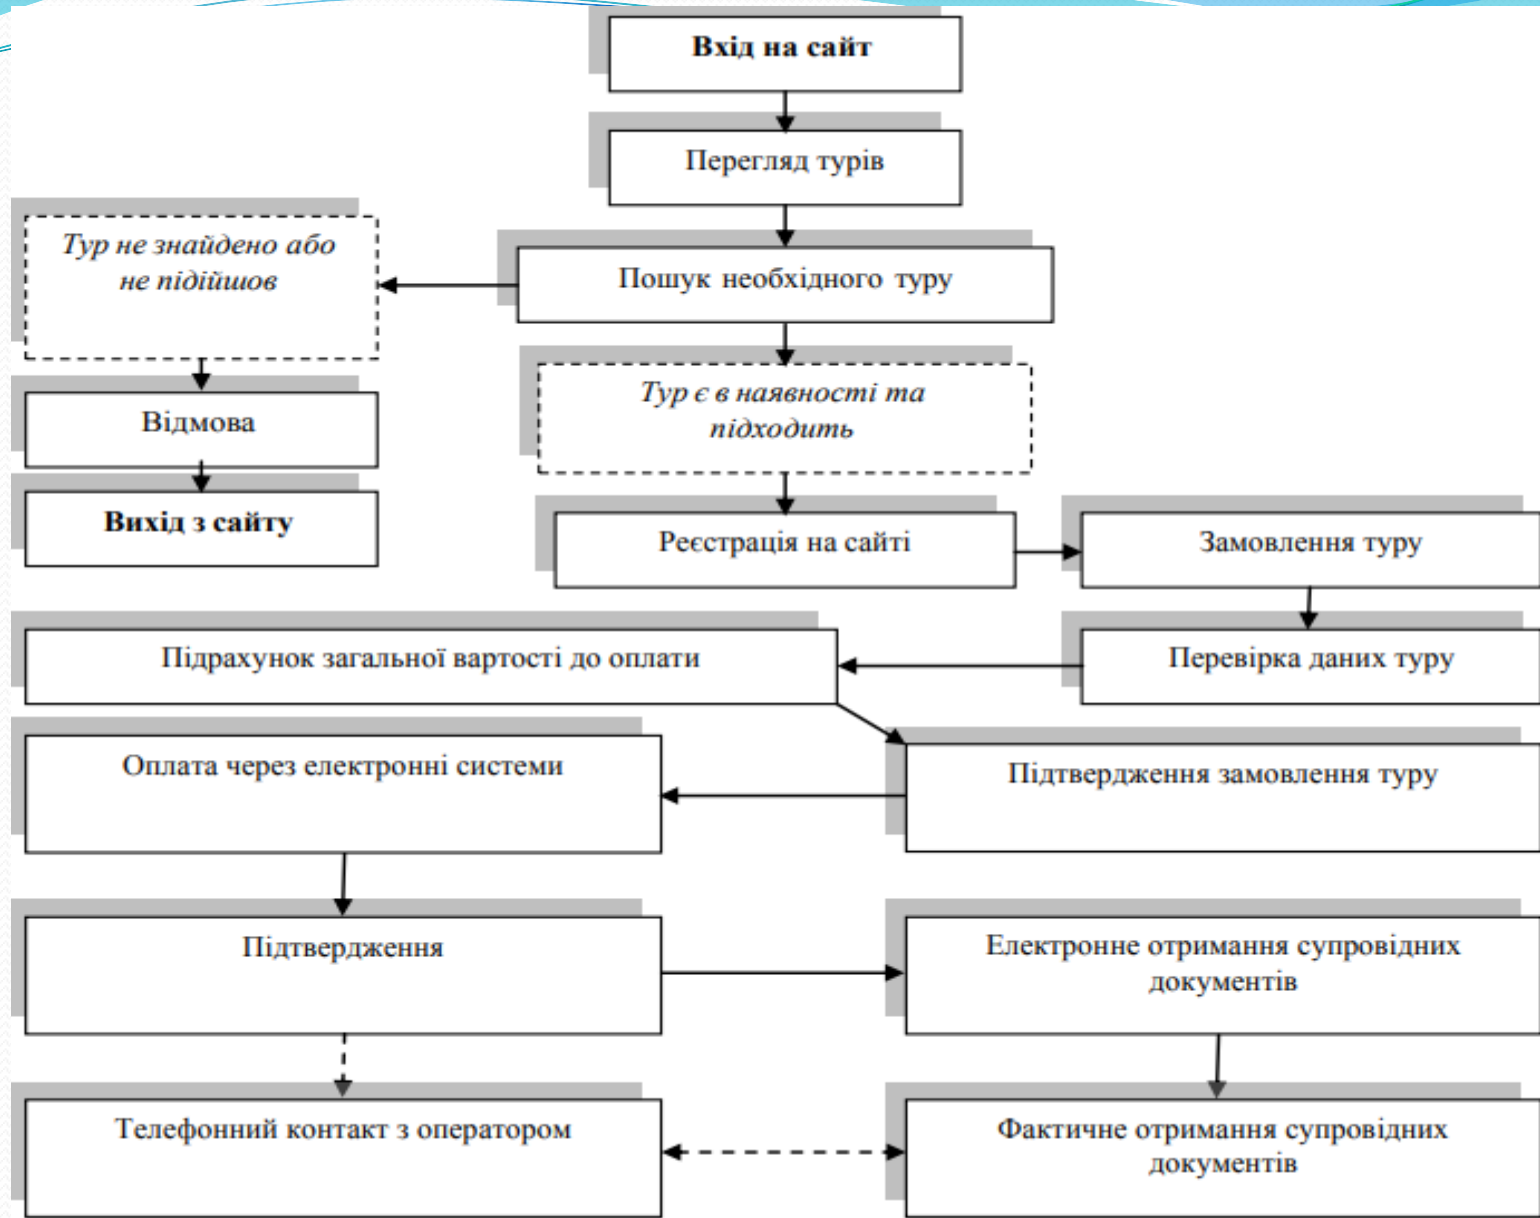 Вхід на сайт
Перегляд турів
Тур не знайдено або
не підійшов
Пошук необхідного туру
Тур є в наявності та
підходить
Відмова
Вихід з сайту
Реєстрація на сайті
Замовлення туру
Підрахунок загальної вартості до оплати
Перевірка даних туру
Оплата через електронні системи
Підтвердження замовлення туру
Підтвердження
Електронне отримання супровідних
документів
Телефонний контакт з оператором
Фактичне отримання супровідних
документів